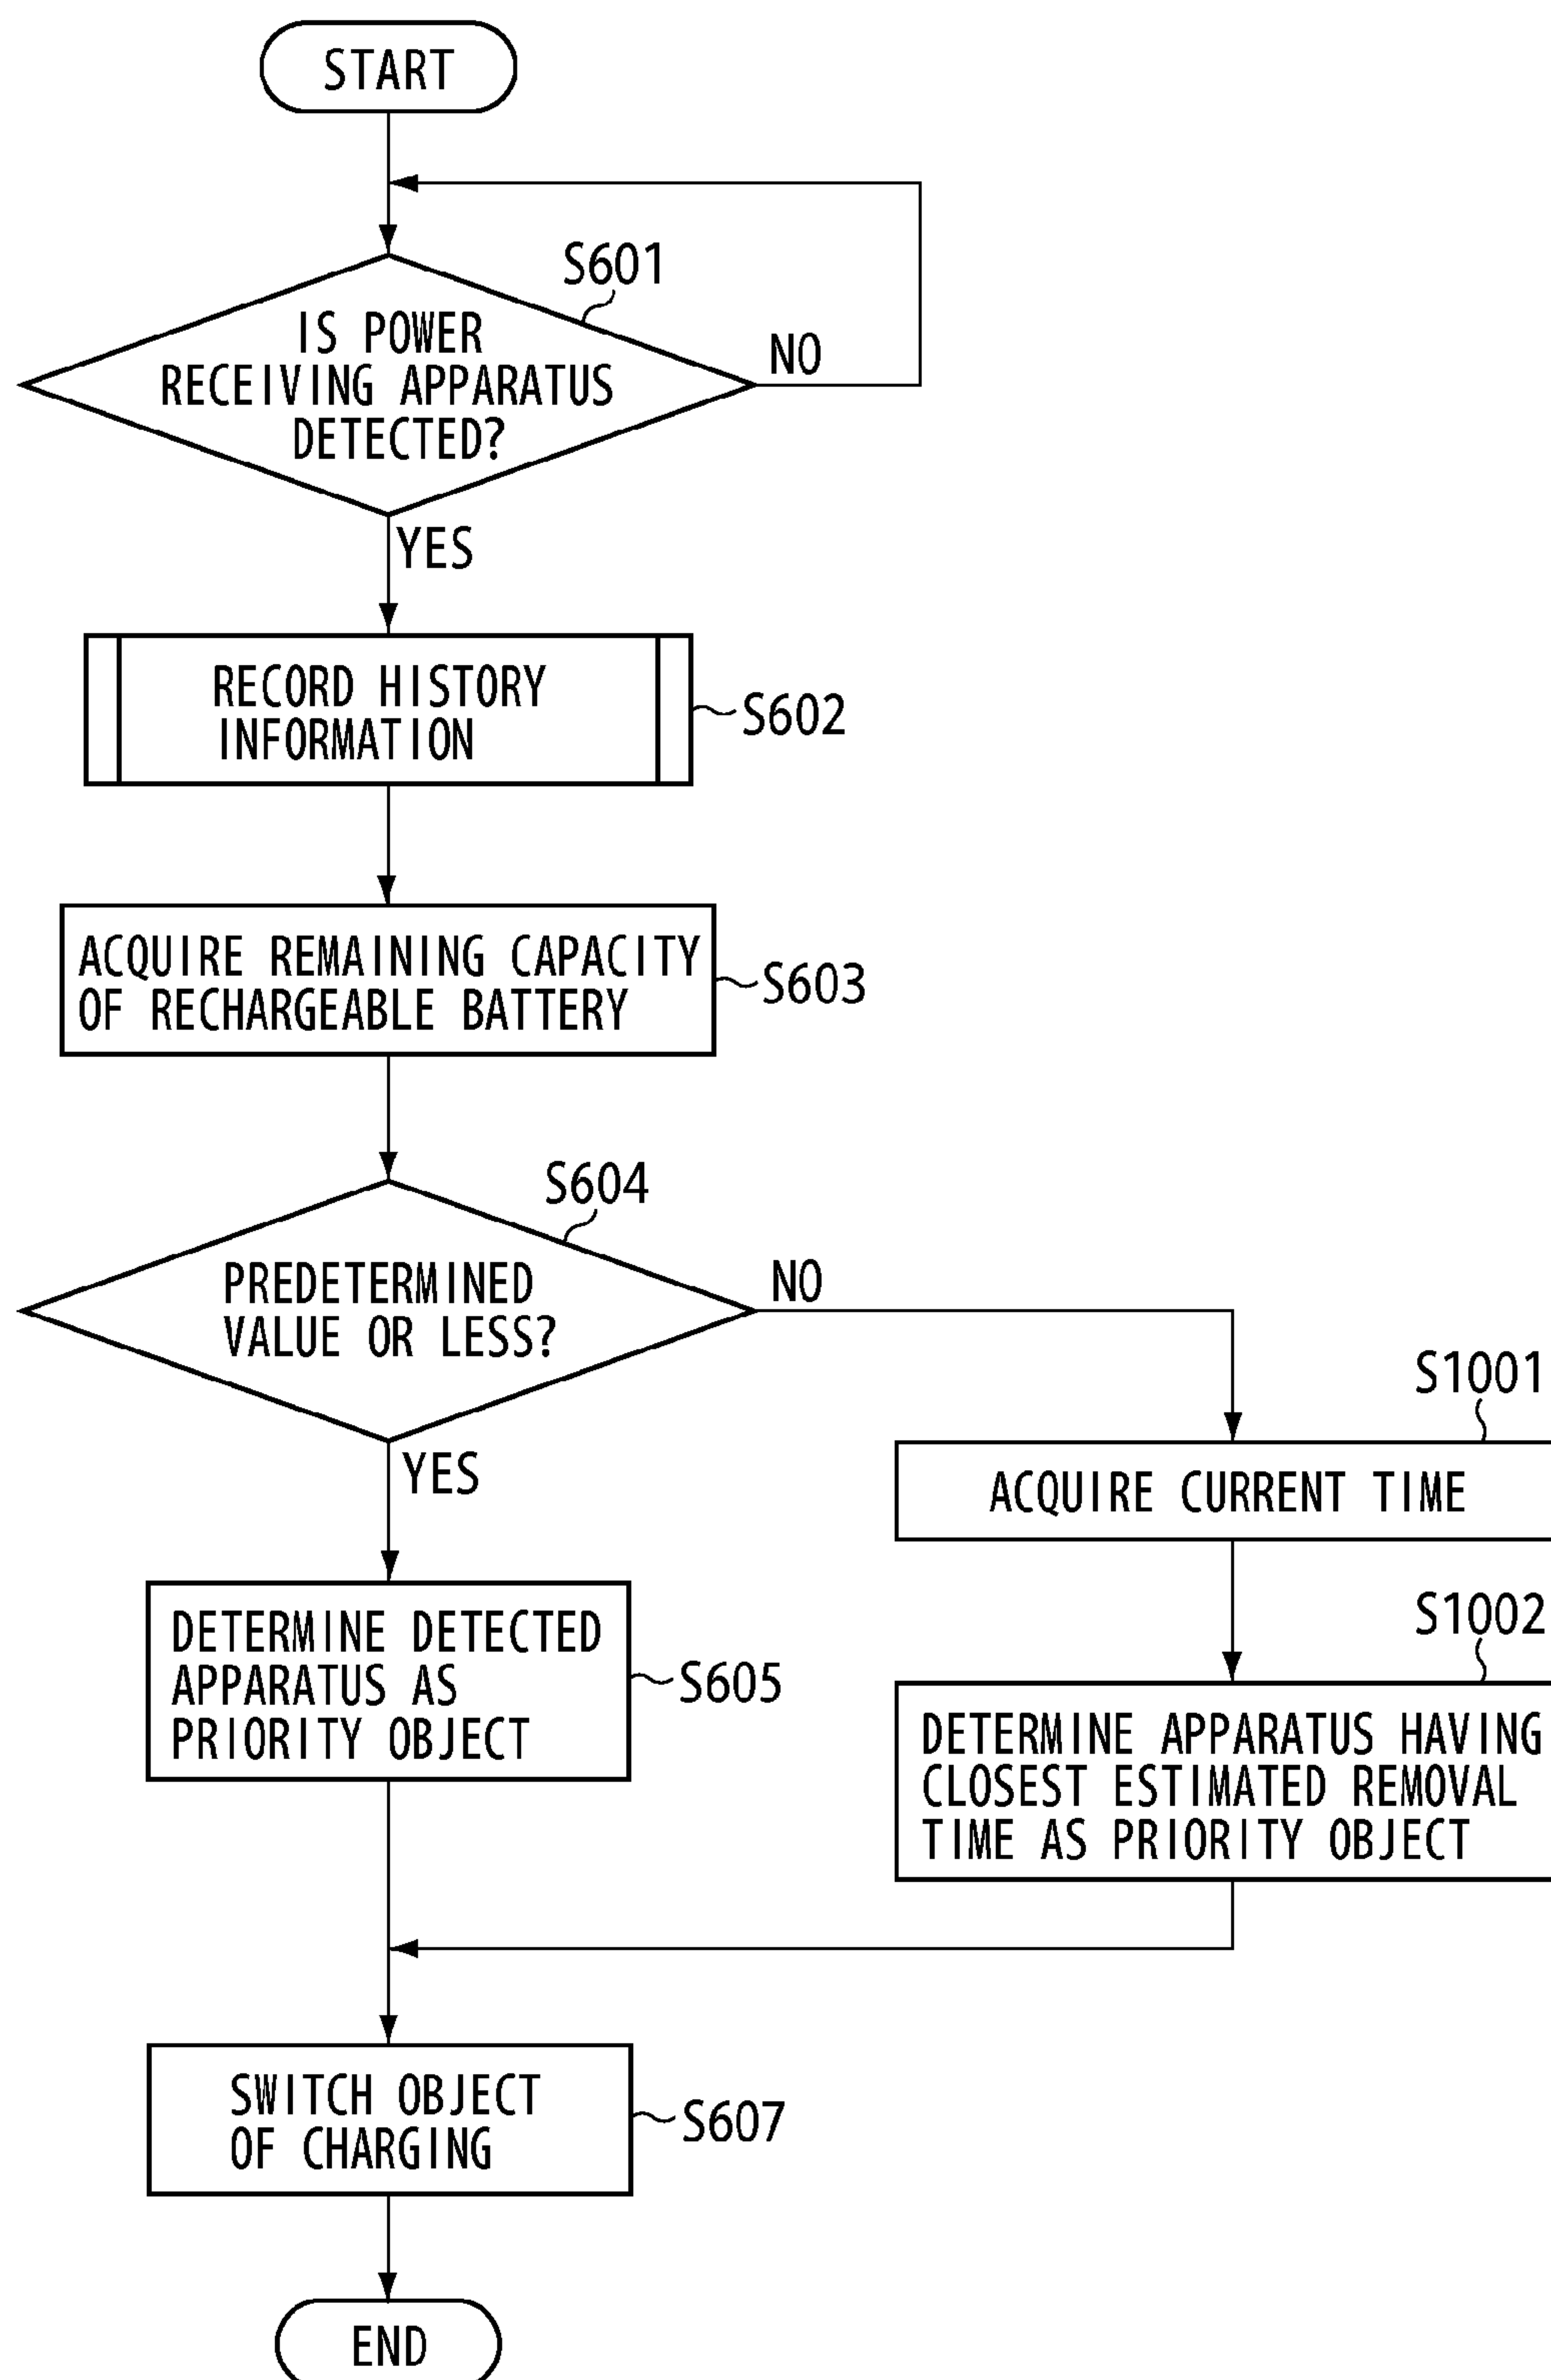 START
S601
IS POWER
RECEIVING APPARATUS
DETECTED?
NO
YES
RECORD HISTORY
INFORMATION
S602
ACQUIRE REMAINING CAPACITY
OF RECHARGEABLE BATTERY
S603
S604
PREDETERMINED
VALUE OR LESS?
NO
YES
S1001
ACQUIRE CURRENT TIME
S1002
DETERMINE APPARATUS HAVING
CLOSEST ESTIMATED REMOVAL
TIME AS PRIORITY OBJECT
DETERMINE DETECTED
APPARATUS AS
PRIORITY OBJECT
S605
SWITCH OBJECT
OF CHARGING
S607
END